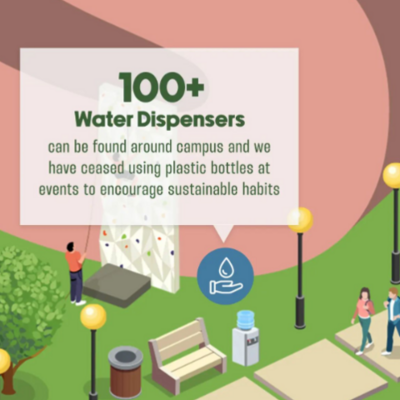 100+
Water Dispensers
can be found around campus and we
have ceased using plastic bottles at
events to encourage sustainable habits